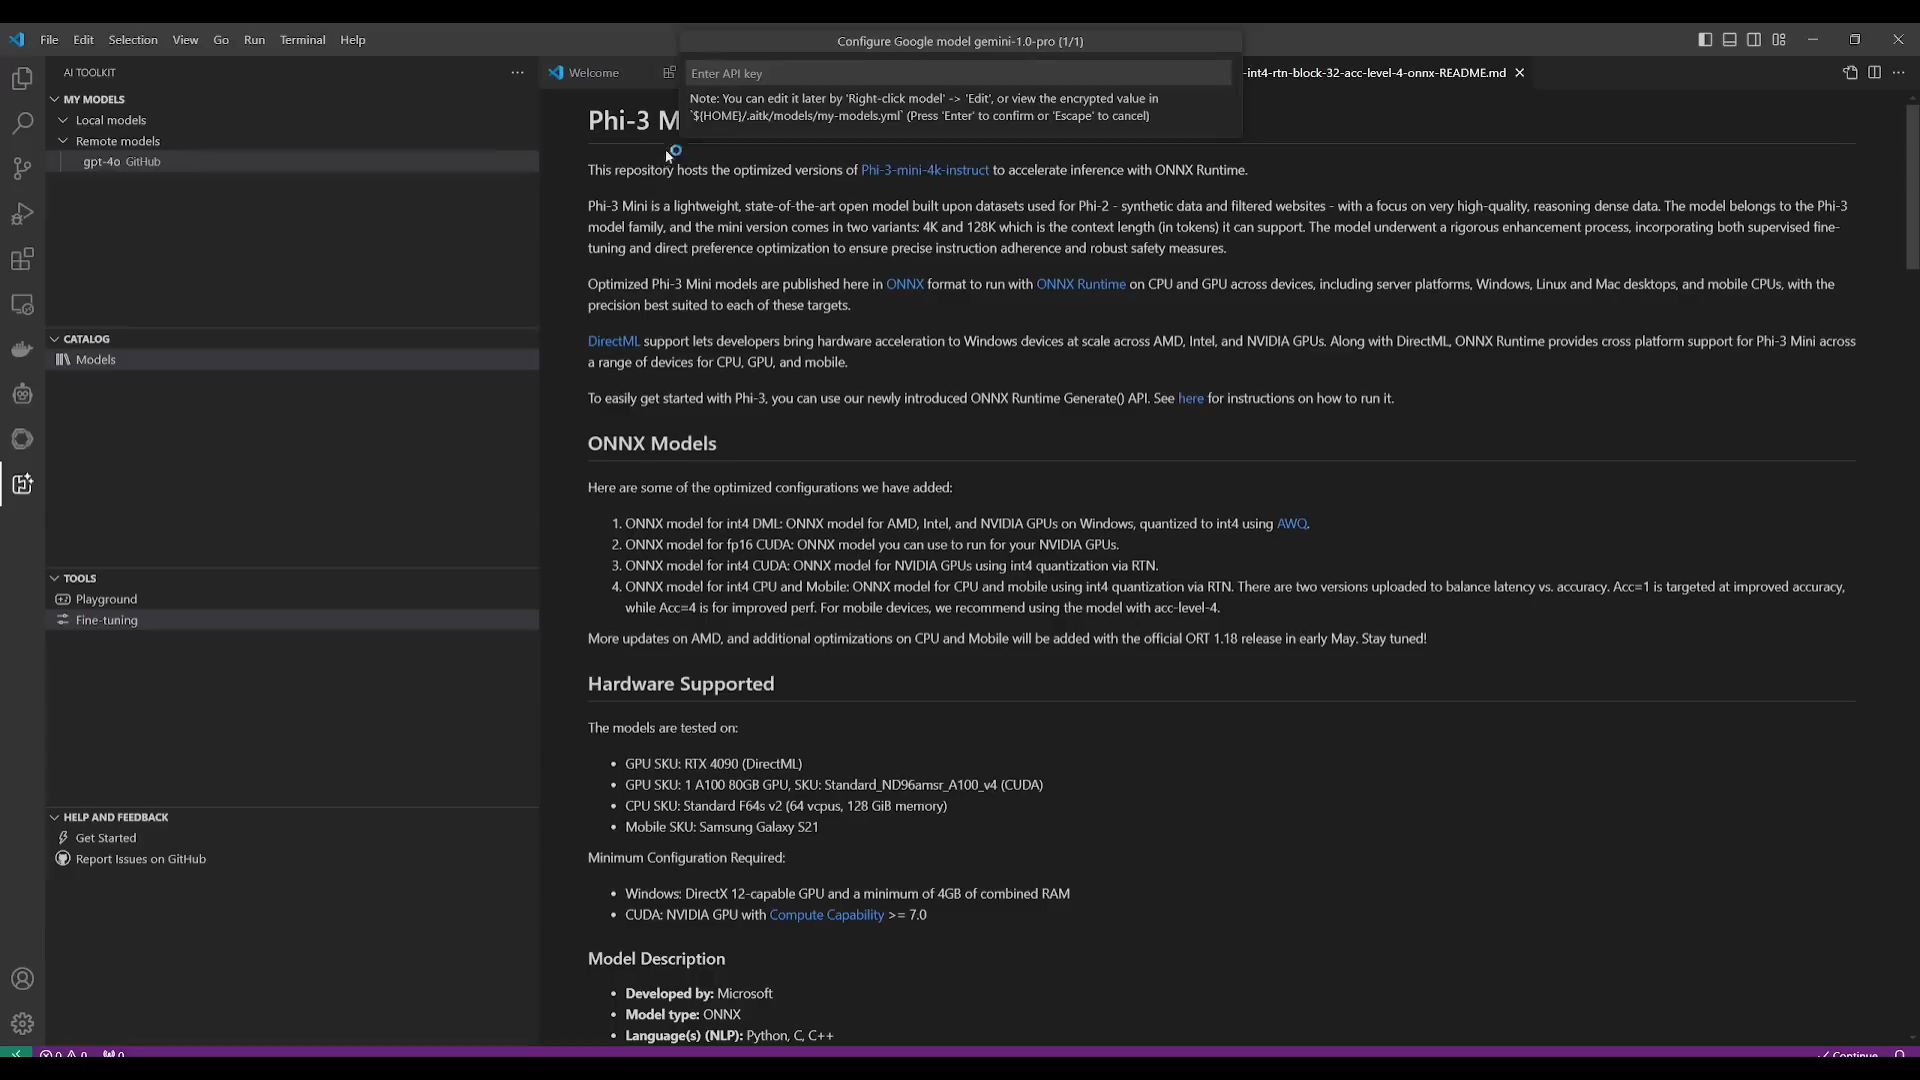 File Edit Selection View Go Run Terminal Help
Configure Google model gemini-1.0-pro (1/1)
AI TOOLKIT
Welcome
-int4-rtn-block-32-acc-level-4-onnx-README.md
Enter API key
Note: You can edit it later by 'Right-click model' -> 'Edit', or view the encrypted value in
`${HOME}/.aitk/models/my-models.yml` (Press 'Enter' to confirm or 'Escape' to cancel)
MY MODELS
Local models
Remote models
gpt-4o GitHub
CATALOG
Models
TOOLS
Playground
Fine-tuning
HELP AND FEEDBACK
Get Started
Report Issues on GitHub
Phi-3 M
This repository hosts the optimized versions of Phi-3-mini-4k-instruct to accelerate inference with ONNX Runtime.
Phi-3 Mini is a lightweight, state-of-the-art open model built upon datasets used for Phi-2 - synthetic data and filtered websites - with a focus on very high-quality, reasoning dense data. The model belongs to the Phi-3
model family, and the mini version comes in two variants: 4K and 128K which is the context length (in tokens) it can support. The model underwent a rigorous enhancement process, incorporating both supervised fine-
tuning and direct preference optimization to ensure precise instruction adherence and robust safety measures.
Optimized Phi-3 Mini models are published here in ONNX format to run with ONNX Runtime on CPU and GPU across devices, including server platforms, Windows, Linux and Mac desktops, and mobile CPUs, with the
precision best suited to each of these targets.
DirectML support lets developers bring hardware acceleration to Windows devices at scale across AMD, Intel, and NVIDIA GPUs. Along with DirectML, ONNX Runtime provides cross platform support for Phi-3 Mini across
a range of devices for CPU, GPU, and mobile.
To easily get started with Phi-3, you can use our newly introduced ONNX Runtime Generate() API. See here for instructions on how to run it.
ONNX Models
Here are some of the optimized configurations we have added:
1. ONNX model for int4 DML: ONNX model for AMD, Intel, and NVIDIA GPUs on Windows, quantized to int4 using AWQ.
2. ONNX model for fp16 CUDA: ONNX model you can use to run for your NVIDIA GPUs.
3. ONNX model for int4 CUDA: ONNX model for NVIDIA GPUs using int4 quantization via RTN.
4. ONNX model for int4 CPU and Mobile: ONNX model for CPU and mobile using int4 quantization via RTN. There are two versions uploaded to balance latency vs. accuracy. Acc=1 is targeted at improved accuracy,
while Acc=4 is for improved perf. For mobile devices, we recommend using the model with acc-level-4.
More updates on AMD, and additional optimizations on CPU and Mobile will be added with the official ORT 1.18 release in early May. Stay tuned!
Hardware Supported
The models are tested on:
• GPU SKU: RTX 4090 (DirectML)
• GPU SKU: 1 A100 80GB GPU, SKU: Standard_ND96amsr_A100_v4 (CUDA)
• CPU SKU: Standard F64s v2 (64 vcpus, 128 GiB memory)
• Mobile SKU: Samsung Galaxy S21
Minimum Configuration Required:
• Windows: DirectX 12-capable GPU and a minimum of 4GB of combined RAM
• CUDA: NVIDIA GPU with Compute Capability >= 7.0
Model Description
• Developed by: Microsoft
• Model type: ONNX
• Language(s) (NLP): Python, C, C++
0 0 0
Continue